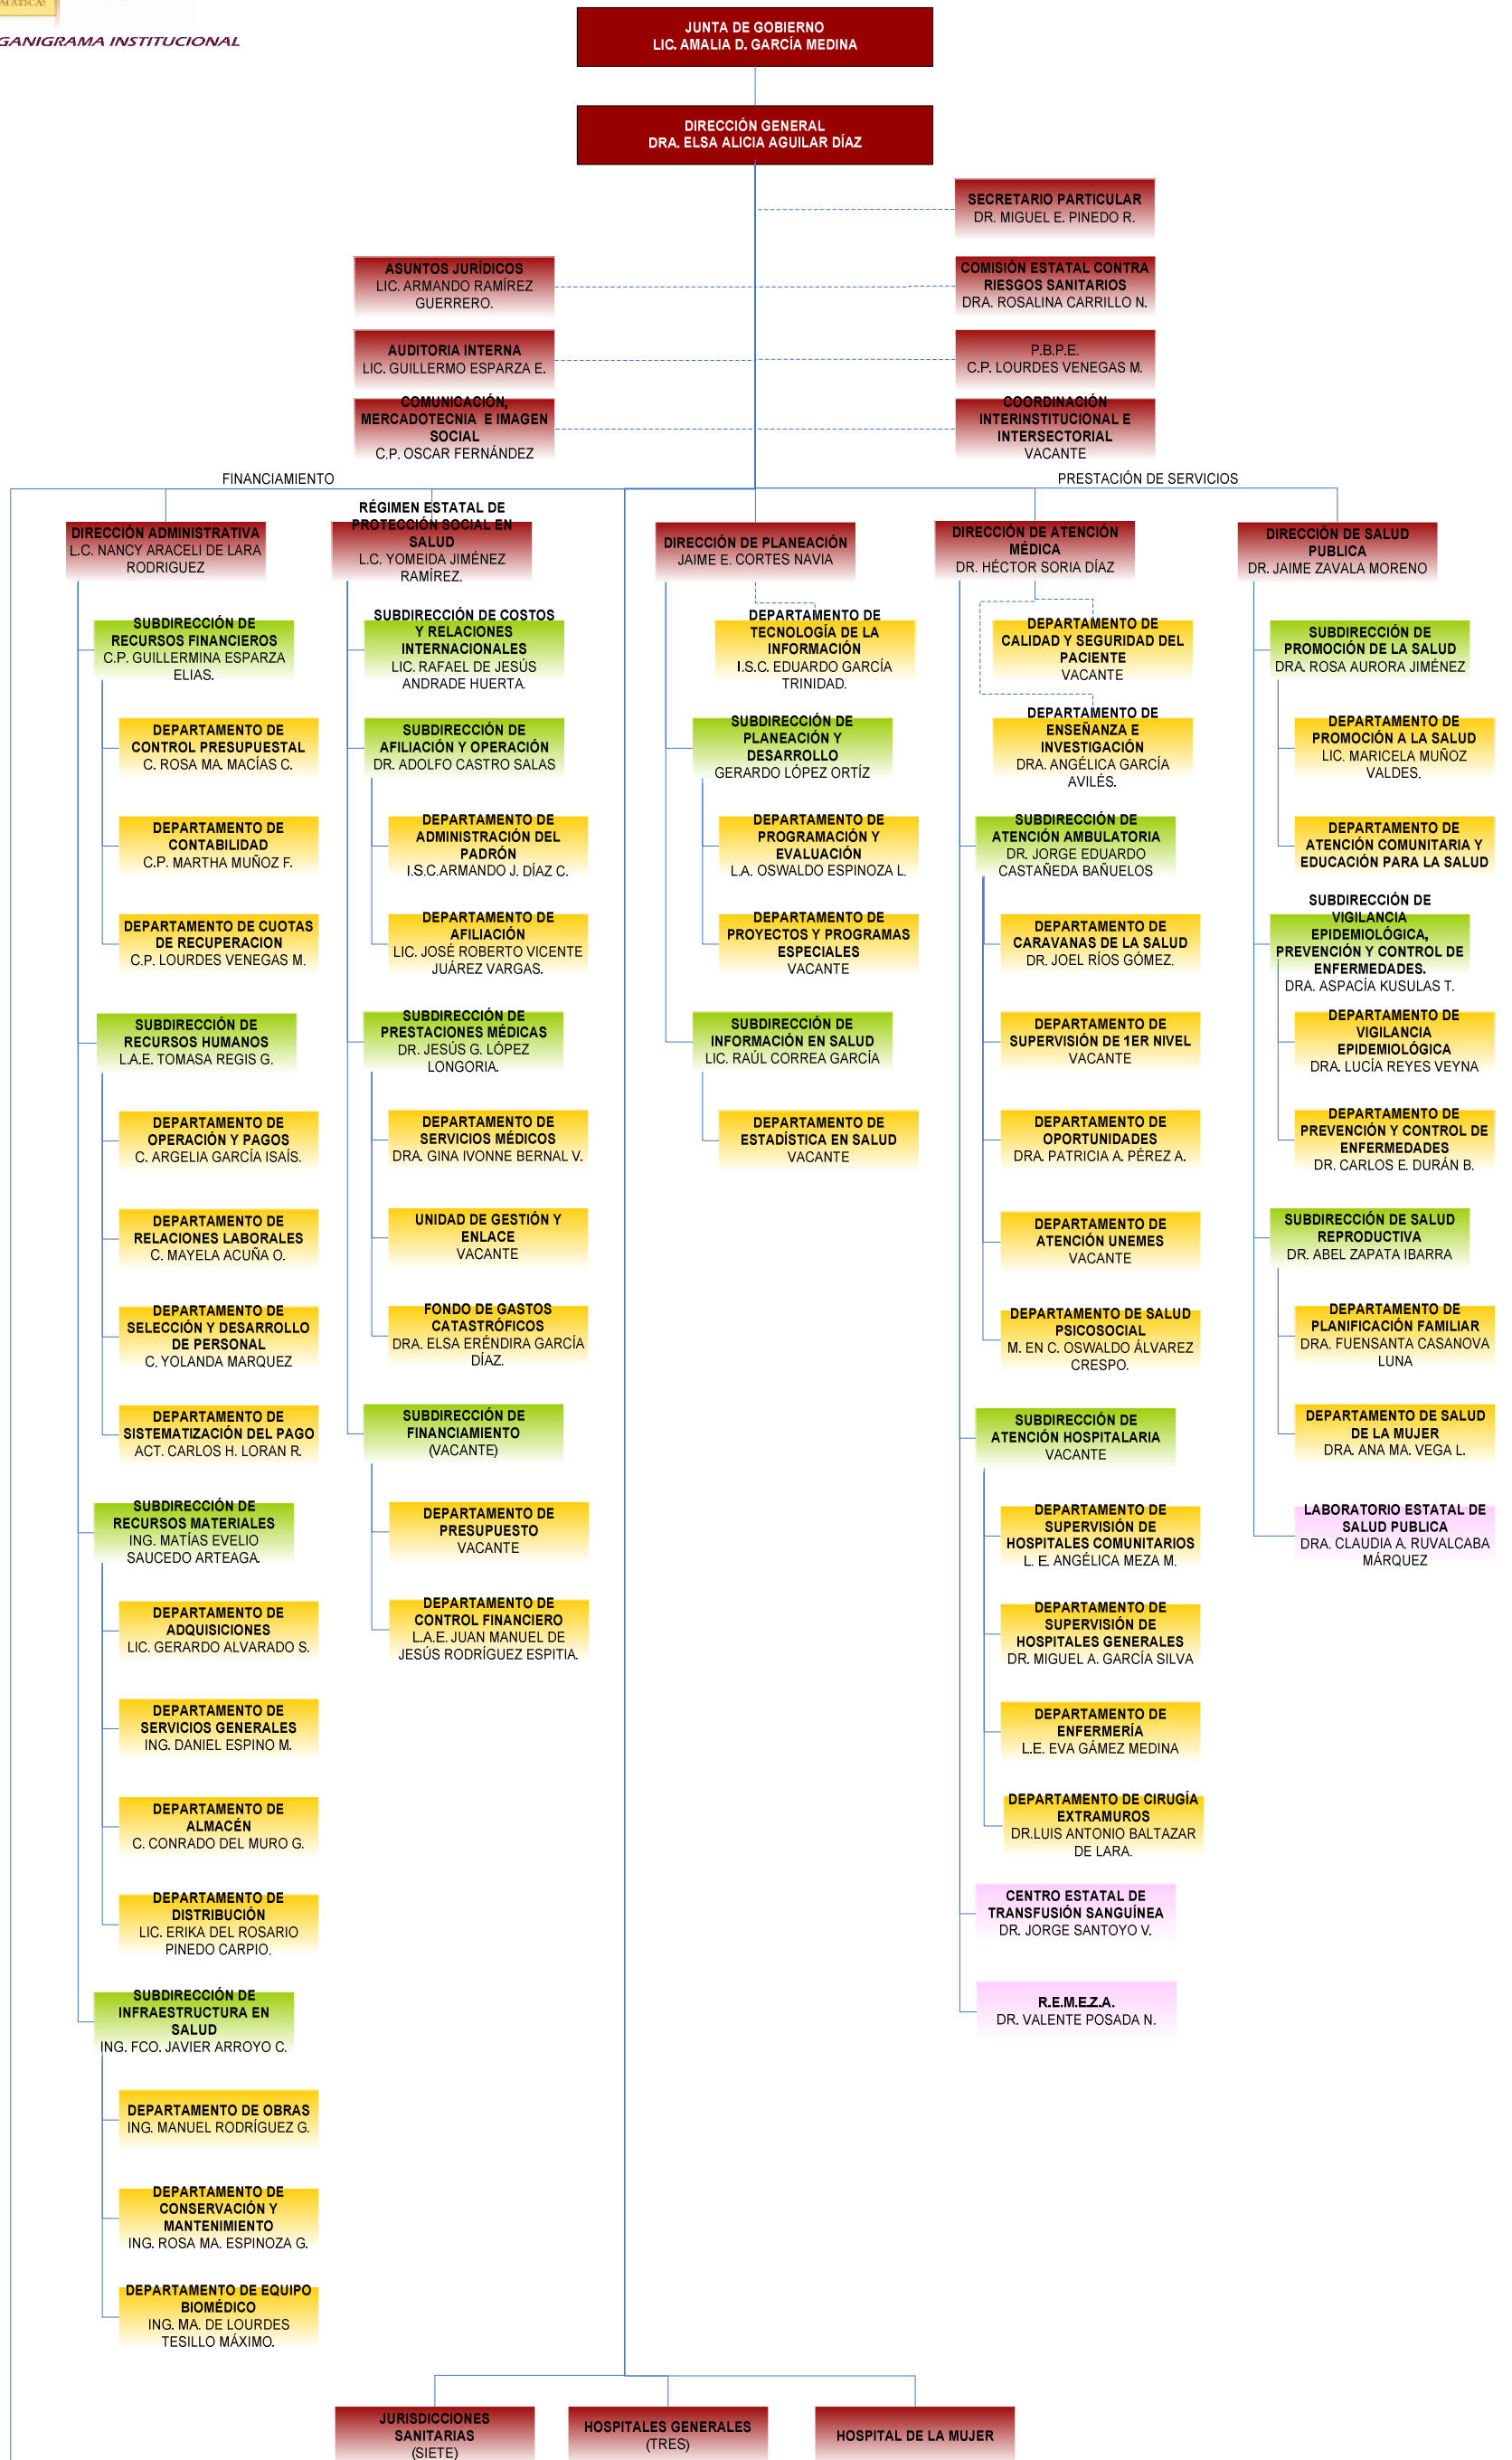 ACATECAS
GANIGRAMA INSTITUCIONAL
JUNTA DE GOBIERNO
LIC. AMALIA D. GARCÍA MEDINA
DIRECCIÓN GENERAL
DRA. ELSA ALICIA AGUILAR DÍAZ
SECRETARIO PARTICULAR
DR. MIGUEL E. PINEDO R.
ASUNTOS JURÍDICOS
LIC. ARMANDO RAMÍREZ
GUERRERO.
COMISIÓN ESTATAL CONTRA
RIESGOS SANITARIOS
DRA. ROSALINA CARRILLO N.
AUDITORIA INTERNA
LIC. GUILLERMO ESPARZA E.
P.B.P.E.
C.P. LOURDES VENEGAS M.
COMUNICACIÓN,
MERCADOTECNIA E IMAGEN
SOCIAL
C.P. OSCAR FERNÁNDEZ
COORDINACIÓN
INTERINSTITUCIONAL E
INTERSECTORIAL
VACANTE
FINANCIAMIENTO
PRESTACIÓN DE SERVICIOS
DIRECCIÓN ADMINISTRATIVA
L.C. NANCY ARACELI DE LARA
RODRIGUEZ
SUBDIRECCIÓN DE
RECURSOS FINANCIEROS
C.P. GUILLERMINA ESPARZA
ELIAS.
DEPARTAMENTO DE
CONTROL PRESUPUESTAL
C. ROSA MA. MACÍAS C.
DEPARTAMENTO DE
CONTABILIDAD
C.P. MARTHA MUÑOZ F.
DEPARTAMENTO DE CUOTAS
DE RECUPERACION
C.P. LOURDES VENEGAS M.
SUBDIRECCIÓN DE
RECURSOS HUMANOS
L.A.E. TOMASA REGIS G.
DEPARTAMENTO DE
OPERACIÓN Y PAGOS
C. ARGELIA GARCÍA ISAÍS.
DEPARTAMENTO DE
RELACIONES LABORALES
C. MAYELA ACUÑA O.
DEPARTAMENTO DE
SELECCIÓN Y DESARROLLO
DE PERSONAL
C. YOLANDA MARQUEZ
DEPARTAMENTO DE
SISTEMATIZACIÓN DEL PAGO
ACT. CARLOS H. LORAN R.
SUBDIRECCIÓN DE
RECURSOS MATERIALES
ING. MATÍAS EVELIO
SAUCEDO ARTEAGA.
DEPARTAMENTO DE
ADQUISICIONES
LIC. GERARDO ALVARADO S.
DEPARTAMENTO DE
SERVICIOS GENERALES
ING. DANIEL ESPINO M.
DEPARTAMENTO DE
ALMACÉN
C. CONRADO DEL MURO G.
DEPARTAMENTO DE
DISTRIBUCIÓN
LIC. ERIKA DEL ROSARIO
PINEDO CARPIO.
SUBDIRECCIÓN DE
INFRAESTRUCTURA EN
SALUD
ING. FCO. JAVIER ARROYO C.
DEPARTAMENTO DE OBRAS
ING. MANUEL RODRÍGUEZ G.
DEPARTAMENTO DE
CONSERVACIÓN Y
MANTENIMIENTO
ING. ROSA MA. ESPINOZA G.
DEPARTAMENTO DE EQUIPO
BIOMÉDICO
ING. MA. DE LOURDES
TESILLO MÁXIMO.
RÉGIMEN ESTATAL DE
PROTECCIÓN SOCIAL EN
SALUD
L.C. YOMEIDA JIMÉNEZ
RAMÍREZ.
SUBDIRECCIÓN DE COSTOS
Y RELACIONES
INTERNACIONALES
LIC. RAFAEL DE JESÚS
ANDRADE HUERTA.
SUBDIRECCIÓN DE
AFILIACIÓN Y OPERACIÓN
DR. ADOLFO CASTRO SALAS
DEPARTAMENTO DE
ADMINISTRACIÓN DEL
PADRÓN
I.S.C.ARMANDO J. DÍAZ C.
DEPARTAMENTO DE
AFILIACIÓN
LIC. JOSÉ ROBERTO VICENTE
JUÁREZ VARGAS.
SUBDIRECCIÓN DE
PRESTACIONES MÉDICAS
DR. JESÚS G. LÓPEZ
LONGORIA.
DEPARTAMENTO DE
SERVICIOS MÉDICOS
DRA. GINA IVONNE BERNAL V.
UNIDAD DE GESTIÓN Y
ENLACE
VACANTE
FONDO DE GASTOS
CATASTRÓFICOS
DRA. ELSA ERÉNDIRA GARCÍA
DÍAZ.
SUBDIRECCIÓN DE
FINANCIAMIENTO
(VACANTE)
DEPARTAMENTO DE
PRESUPUESTO
VACANTE
DEPARTAMENTO DE
CONTROL FINANCIERO
L.A.E. JUAN MANUEL DE
JESÚS RODRÍGUEZ ESPITIA.
DIRECCIÓN DE PLANEACIÓN
JAIME E. CORTES NAVIA
DEPARTAMENTO DE
TECNOLOGÍA DE LA
INFORMACIÓN
I.S.C. EDUARDO GARCÍA
TRINIDAD.
SUBDIRECCIÓN DE
PLANEACIÓN Y
DESARROLLO
GERARDO LÓPEZ ORTÍZ
DEPARTAMENTO DE
PROGRAMACIÓN Y
EVALUACIÓN
L.A. OSWALDO ESPINOZA L.
DEPARTAMENTO DE
PROYECTOS Y PROGRAMAS
ESPECIALES
VACANTE
SUBDIRECCIÓN DE
INFORMACIÓN EN SALUD
LIC. RAÚL CORREA GARCÍA
DEPARTAMENTO DE
ESTADÍSTICA EN SALUD
VACANTE
DIRECCIÓN DE ATENCIÓN
MÉDICA
DR. HÉCTOR SORIA DÍAZ
DEPARTAMENTO DE
CALIDAD Y SEGURIDAD DEL
PACIENTE
VACANTE
DEPARTAMENTO DE
ENSEÑANZA E
INVESTIGACIÓN
DRA. ANGÉLICA GARCÍA
AVILÉS.
SUBDIRECCIÓN DE
ATENCIÓN AMBULATORIA
DR. JORGE EDUARDO
CASTAÑEDA BAÑUELOS
DEPARTAMENTO DE
CARAVANAS DE LA SALUD
DR. JOEL RÍOS GÓMEZ.
DEPARTAMENTO DE
SUPERVISIÓN DE 1ER NIVEL
VACANTE
DEPARTAMENTO DE
OPORTUNIDADES
DRA. PATRICIA A. PÉREZ A.
DEPARTAMENTO DE
ATENCIÓN UNEMES
VACANTE
DEPARTAMENTO DE SALUD
PSICOSOCIAL
M. EN C. OSWALDO ÁLVAREZ
CRESPO.
SUBDIRECCIÓN DE
ATENCIÓN HOSPITALARIA
VACANTE
DEPARTAMENTO DE
SUPERVISIÓN DE
HOSPITALES COMUNITARIOS
L. E. ANGÉLICA MEZA M.
DEPARTAMENTO DE
SUPERVISIÓN DE
HOSPITALES GENERALES
DR. MIGUEL A. GARCÍA SILVA
DEPARTAMENTO DE
ENFERMERÍA
L.E. EVA GÁMEZ MEDINA
DEPARTAMENTO DE CIRUGÍA
EXTRAMUROS
DR.LUIS ANTONIO BALTAZAR
DE LARA.
CENTRO ESTATAL DE
TRANSFUSIÓN SANGUÍNEA
DR. JORGE SANTOYO V.
R.E.M.E.Z.A.
DR. VALENTE POSADA N.
DIRECCIÓN DE SALUD
PUBLICA
DR. JAIME ZAVALA MORENO
SUBDIRECCIÓN DE
PROMOCIÓN DE LA SALUD
DRA. ROSA AURORA JIMÉNEZ
DEPARTAMENTO DE
PROMOCIÓN A LA SALUD
LIC. MARICELA MUÑOZ
VALDES.
DEPARTAMENTO DE
ATENCIÓN COMUNITARIA Y
EDUCACIÓN PARA LA SALUD
SUBDIRECCIÓN DE
VIGILANCIA
EPIDEMIOLÓGICA,
PREVENCIÓN Y CONTROL DE
ENFERMEDADES.
DRA. ASPACÍA KUSULAS T.
DEPARTAMENTO DE
VIGILANCIA
EPIDEMIOLÓGICA
DRA. LUCÍA REYES VEYNA
DEPARTAMENTO DE
PREVENCIÓN Y CONTROL DE
ENFERMEDADES
DR. CARLOS E. DURÁN B.
SUBDIRECCIÓN DE SALUD
REPRODUCTIVA
DR. ABEL ZAPATA IBARRA
DEPARTAMENTO DE
PLANIFICACIÓN FAMILIAR
DRA. FUENSANTA CASANOVA
LUNA
DEPARTAMENTO DE SALUD
DE LA MUJER
DRA. ANA MA. VEGA L.
LABORATORIO ESTATAL DE
SALUD PUBLICA
DRA. CLAUDIA A. RUVALCABA
MÁRQUEZ
JURISDICCIONES
SANITARIAS
(SIETE)
HOSPITALES GENERALES
(TRES)
HOSPITAL DE LA MUJER